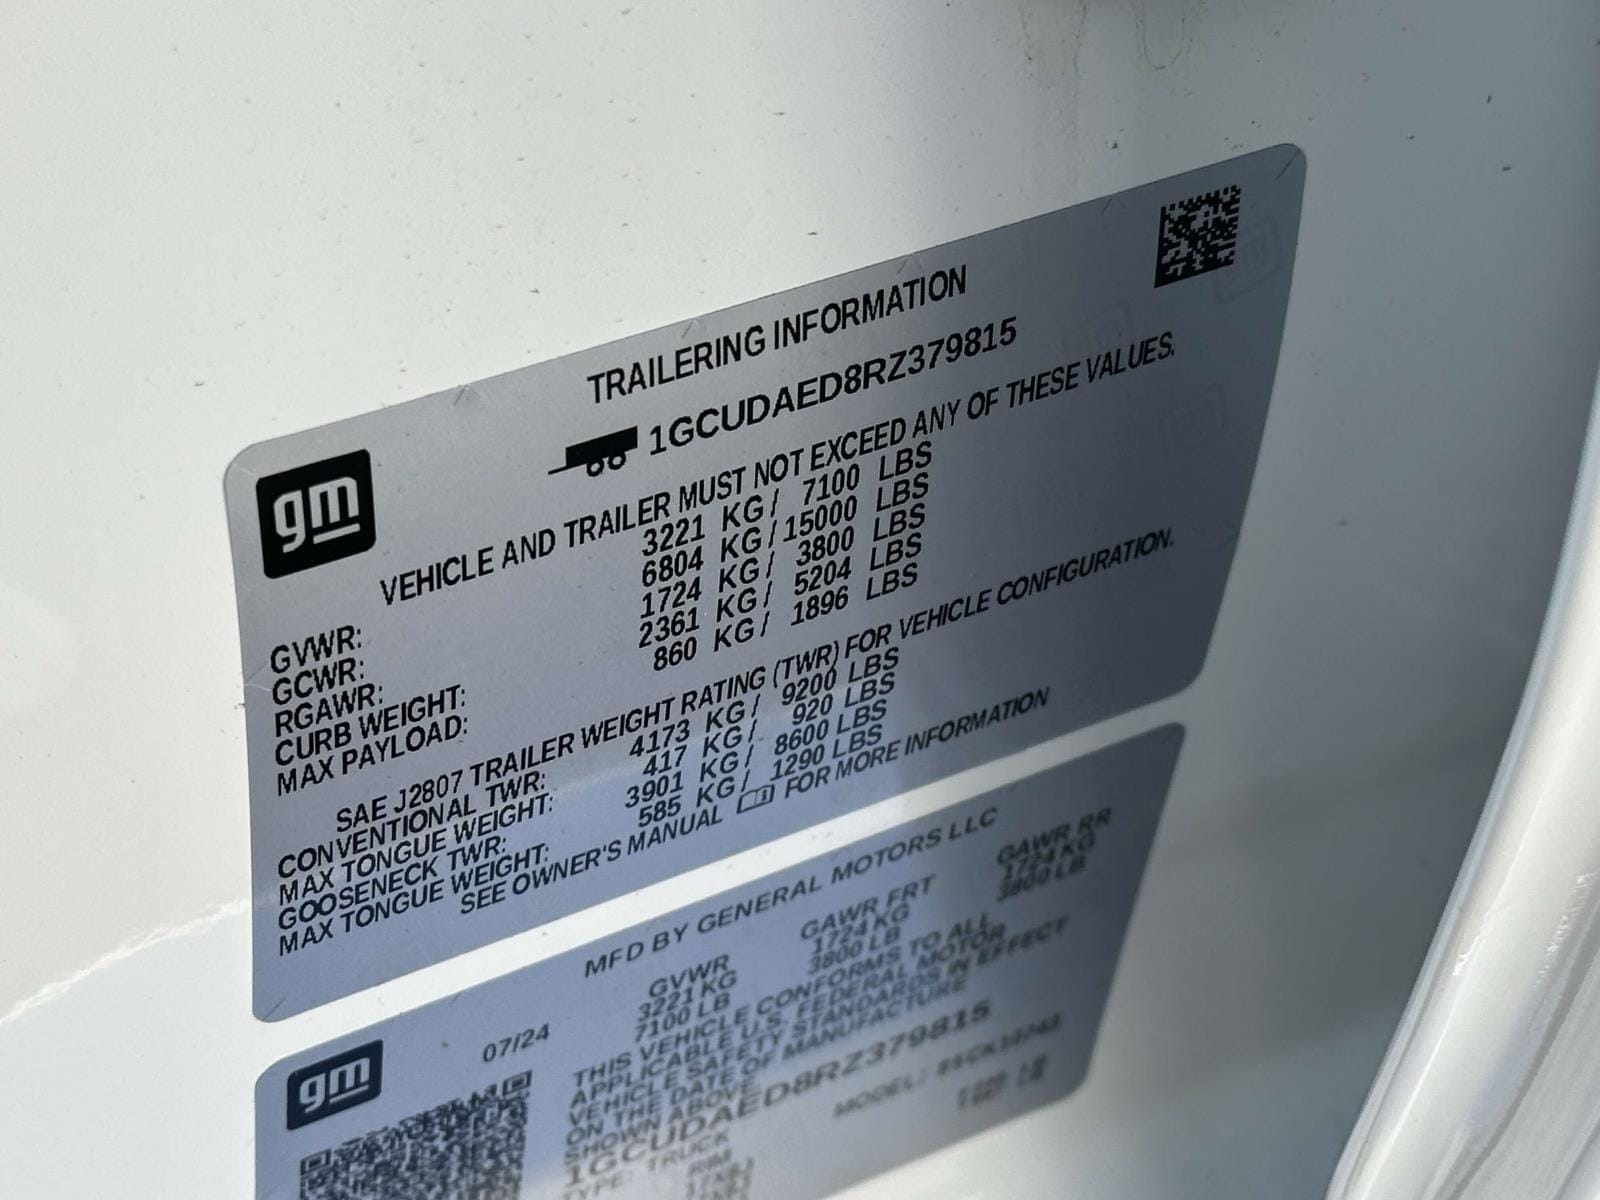 TRAILERING INFORMATION
1GCUDAED8RZ379815
gm
VEHICLE AND TRAILER MUST NOT EXCEED ANY OF THESE VALUES.
GVWR: 3221 KG/ 7100 LBS
GCWR: 6804 KG/15000 LBS
RGAWR: 1724 KG/ 3800 LBS
CURB WEIGHT: 2361 KG/ 5204 LBS
MAX PAYLOAD: 860 KG/ 1896 LBS
SAE J2807 TRAILER WEIGHT RATING (TWR) FOR VEHICLE CONFIGURATION.
CONVENTIONAL TWR: 4173 KG/ 9200 LBS
MAX TONGUE WEIGHT: 417 KG/ 920 LBS
GOOSENECK TWR: 3901 KG/ 8600 LBS
MAX TONGUE WEIGHT: 585 KG/ 1290 LBS
SEE OWNER'S MANUAL FOR MORE INFORMATION
MFD BY GENERAL MOTORS LLC
gm
07/24
GVWR GAWR FRT GAWR RR
3221 KG 1724 KG 1724 KG
7100 LB 3800 LB 3800 LB
THIS VEHICLE CONFORMS TO ALL
APPLICABLE U.S. FEDERAL MOTOR
VEHICLE SAFETY STANDARDS IN EFFECT
ON THE DATE OF MANUFACTURE
SHOWN ABOVE
1GCUDAED8RZ379815
TYPE: TRUCK MODEL:
RIM